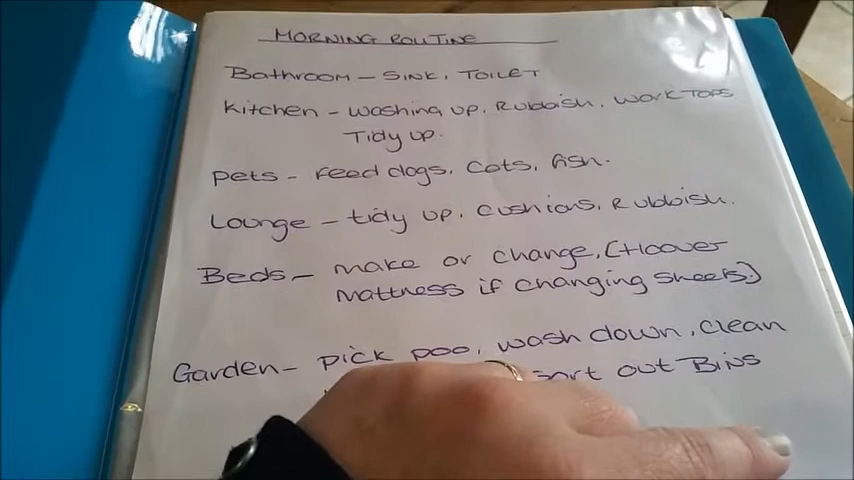 MORNING ROUTINE
Bathroom - SINK, TOILET
Kitchen - washing up, Rubbish, WORKTOPS
Tidy up.
Pets - Feed dogs, Cats, fish.
Lounge - tidy up, cushions, Rubbish.
Beds - make or change, (Hoover
Mattness if changing sheets.)
Garden - pick poo, wash down, clean
sort out Bins